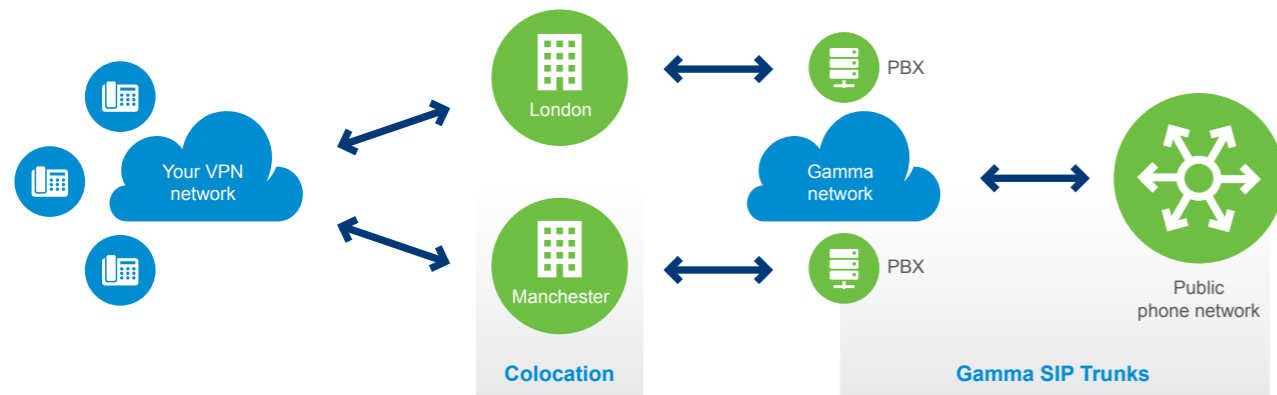 London
PBX
Your VPN
network
Gamma
network
Manchester
PBX
Public
phone network
Colocation
Gamma SIP Trunks